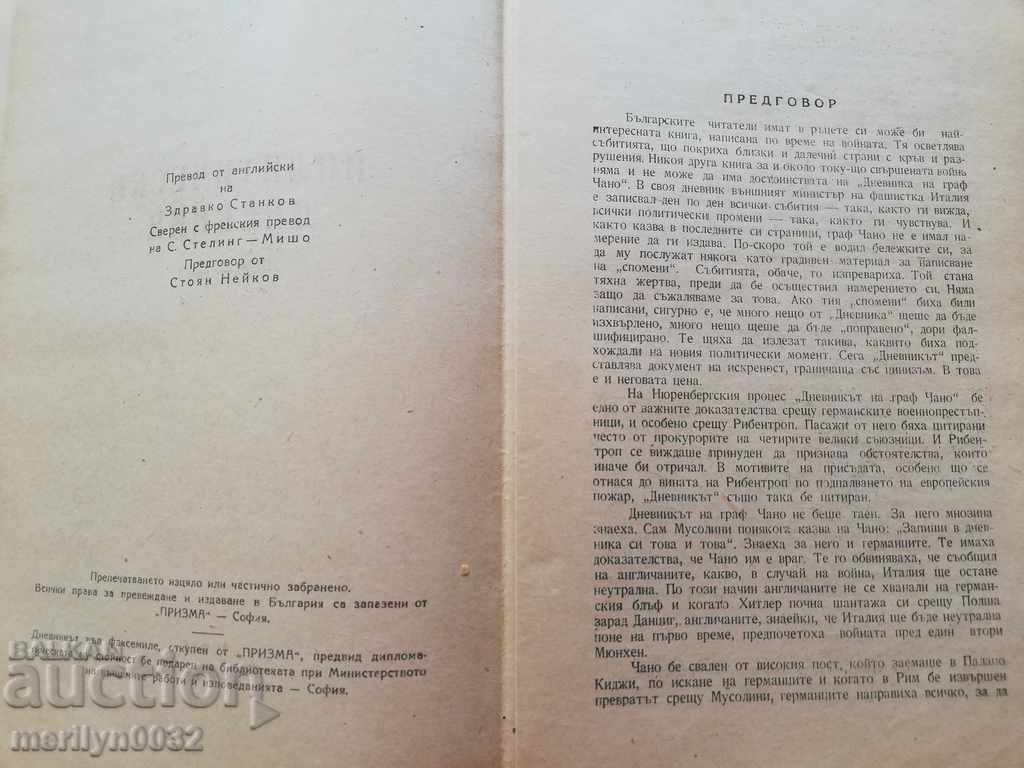 Превод от английски
на
Здравко Станков
Сверен с френския превод
на С. Стелинг — Мишо
Предговор от
Стоян Нейков
Препечатването изцяло или частично забранено.
Всички права за превеждане и издаване в България са запазени от
„ПРИЗМА“ — София.
Дневникът във факсемиле, откупен от „ПРИЗМА“, предвид диплома-
стойност бе подарен на библиотеката при Министерството
на външните работи и изповеданията — София.
ПРЕДГОВОР
Българските читатели имат в ръцете си може би най-
интересната книга, написана по време на войната. Тя осветлява
събитията, що покриха близки и далечни страни с кръв и раз-
рушения. Никоя друга книга за и около току-що свършената война
няма и не може да има достоинствата на „Дневника на граф
Чано“. В своя дневник външният министър на фашистка Италия
е записвал ден по ден всички събития — така, както ги вижда,
всички политически промени — така, както ги чувствува. И
както казва в последните си страници, граф Чано не е имал на-
мерение да ги издава. По-скоро той е водил бележките си, за
да му послужат някога като градивен материал за написване
на „спомени“. Събитията, обаче, го изпревариха. Той стана
тяхна жертва, преди да бе осъществил намерението си. Няма
защо да съжаляваме за това. Ако тия „спомени“ биха били
написани, сигурно е, че много нещо от „Дневника“ щеше да бъде
изхвърлено, много нещо щеше да бъде „поправено“, дори фал-
шифицирано. Те щяха да излезат такива, каквито биха под-
хождали на новия политически момент. Сега „Дневникът“ пред-
ставлява документ на искреност, граничаща със цинизъм. В това
е и неговата цена.
На Нюренбергския процес „Дневникът на граф Чано“ бе
едно от важните доказателства срещу германските военнопрестъп-
ници, и особено срещу Рибентроп. Пасажи от него бяха цитирани
често от прокурорите на четирите велики съюзници. И Рибен-
троп се виждаше принуден да признава обстоятелства, които
иначе би отричал. В мотивите на присъдата, особено що се
отнася до вината на Рибентроп по подпалването на европейския
пожар, „Дневникът“ също така бе цитиран.
Дневникът на граф Чано не беше таен. За него мнозина
знаеха. Сам Мусолини понякога казва на Чано: „Запиши в днев-
ника си това и това“. Знаеха за него и германците. Те имаха
доказателства, че Чано им е враг. Те го обвиняваха, че съобщил
на англичаните, какво, в случай на война, Италия ще остане
неутрална. По този начин англичаните не се хванали на герман-
ския блъф и когато Хитлер почна шантажа си срещу Полша
зарад Данциг, англичаните, знаейки, че Италия ще бъде неутрална
поне на първо време, предпочетоха войната пред един втори
Мюнхен.
Чано бе свален от високия пост, който заемаше в Палацо
Киджи, по искане на германците и когато в Рим бе извършен
превратът срещу Мусолини, германците направиха всичко, за да
БАЛКАН
auction
merilyn0032